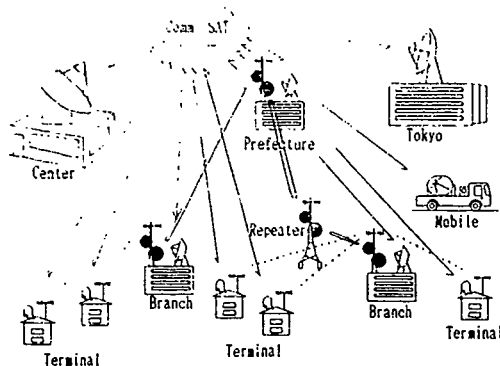 Comm SAT
Tokyo
Prefecture
Center
Mobile
Repeater
Branch
Branch
Terminal
Terminal
Terminal